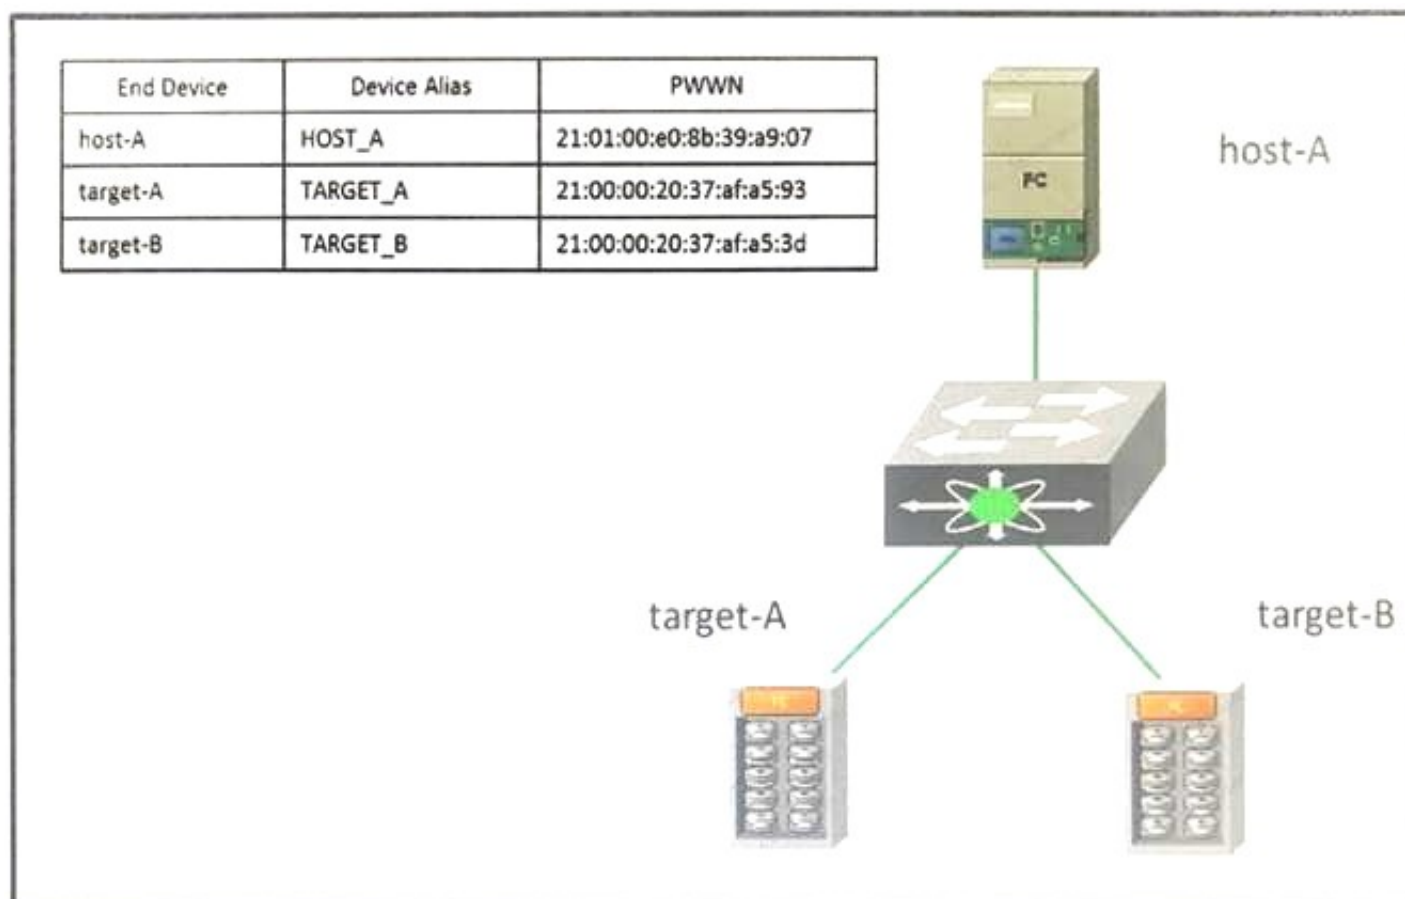 End Device Device Alias PWWN
host-A HOST_A 21:01:00:e0:8b:39:a9:07
target-A TARGET_A 21:00:00:20:37:af:a5:93
target-B TARGET_B 21:00:00:20:37:af:a5:3d
host-A
FC
target-A
target-B